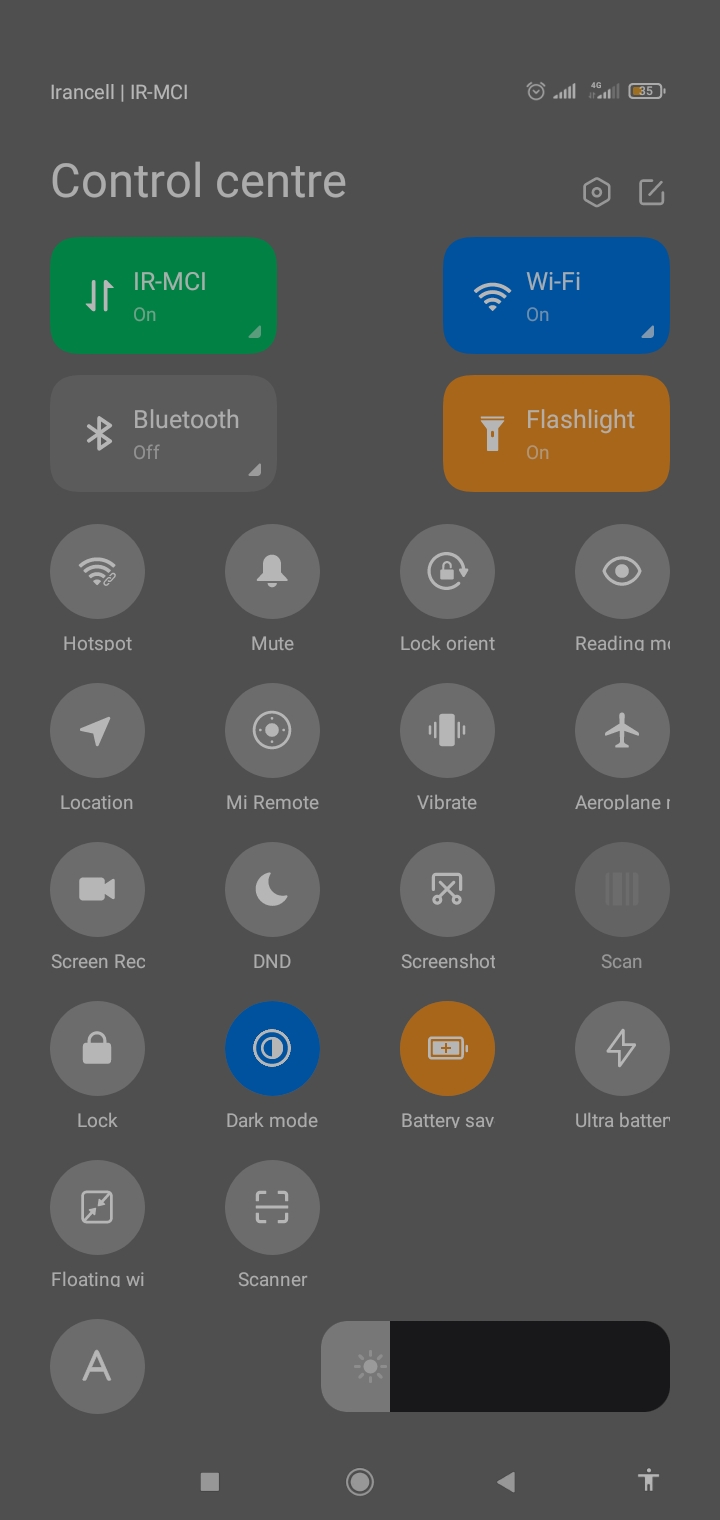 Irancell | IR-MCI
4G
35
Control centre
IR-MCI
On
Wi-Fi
On
Bluetooth
Off
Flashlight
On
Hotspot
Mute
Lock orient
Reading mo
Location
Mi Remote
Vibrate
Aeroplane
Screen Rec
DND
Screenshot
Scan
Lock
Dark mode
Battery sav
Ultra batter
Floating wi
Scanner
A